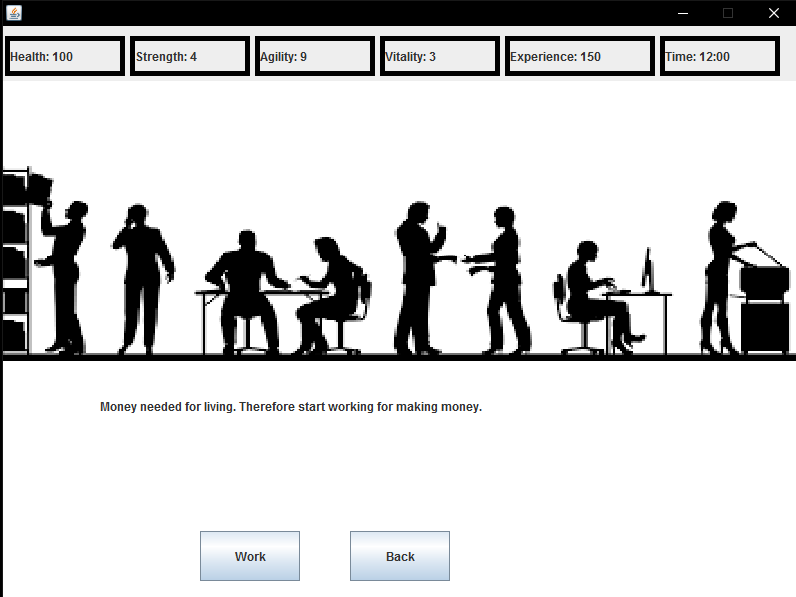 Health: 100 Strength: 4 Agility: 9 Vitality: 3 Experience: 150 Time: 12:00
Money needed for living. Therefore start working for making money.
Work Back